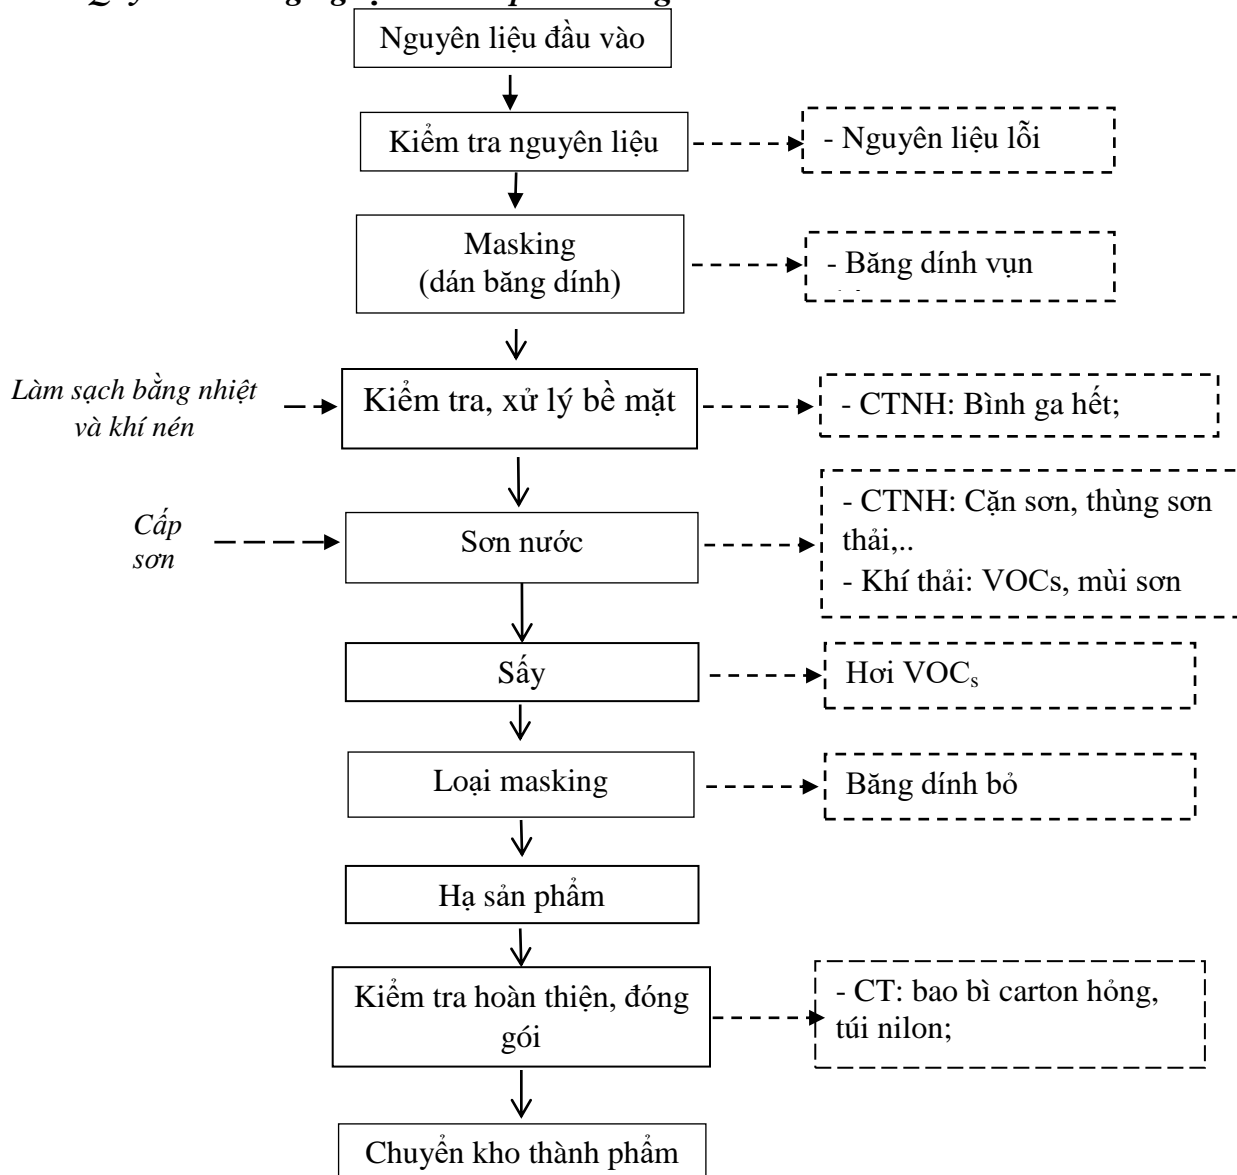 Nguyên liệu đầu vào
Kiểm tra nguyên liệu
- Nguyên liệu lỗi
Masking
(dán băng dính)
- Băng dính vụn
Làm sạch bằng nhiệt
và khí nén
Kiểm tra, xử lý bề mặt
- CTNH: Bình ga hết;
Cấp
sơn
Sơn nước
- CTNH: Cặn sơn, thùng sơn
thải,..
- Khí thải: VOCs, mùi sơn
Sấy
Hơi VOCs
Loại masking
Băng dính bỏ
Hạ sản phẩm
Kiểm tra hoàn thiện, đóng
gói
- CT: bao bì carton hỏng,
túi nilon;
Chuyển kho thành phẩm